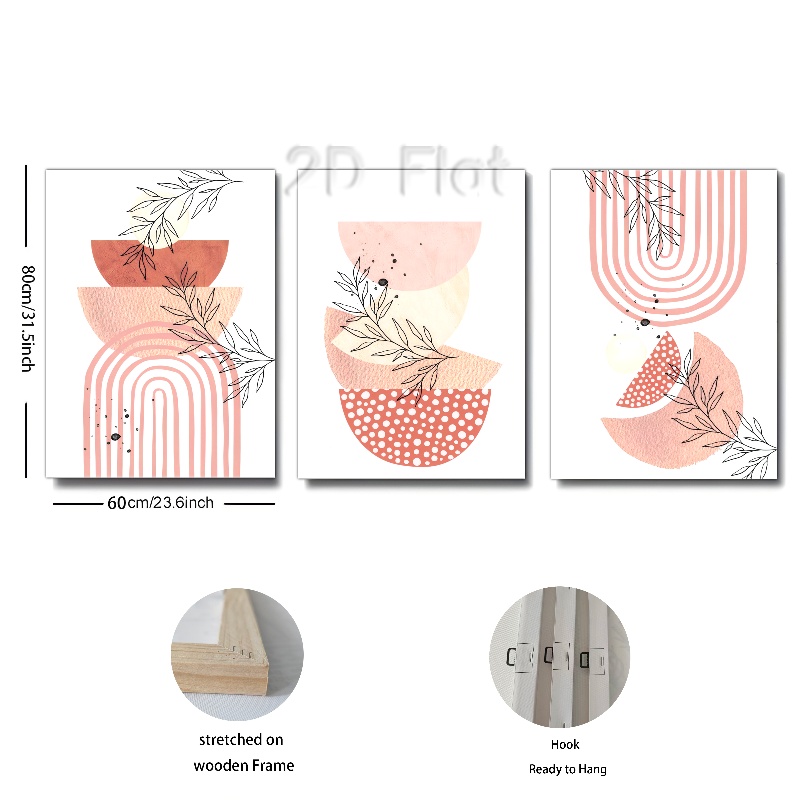 2D Flat
80cm/31.5inch
60cm/23.6inch
stretched on
wooden Frame
Hook
Ready to Hang